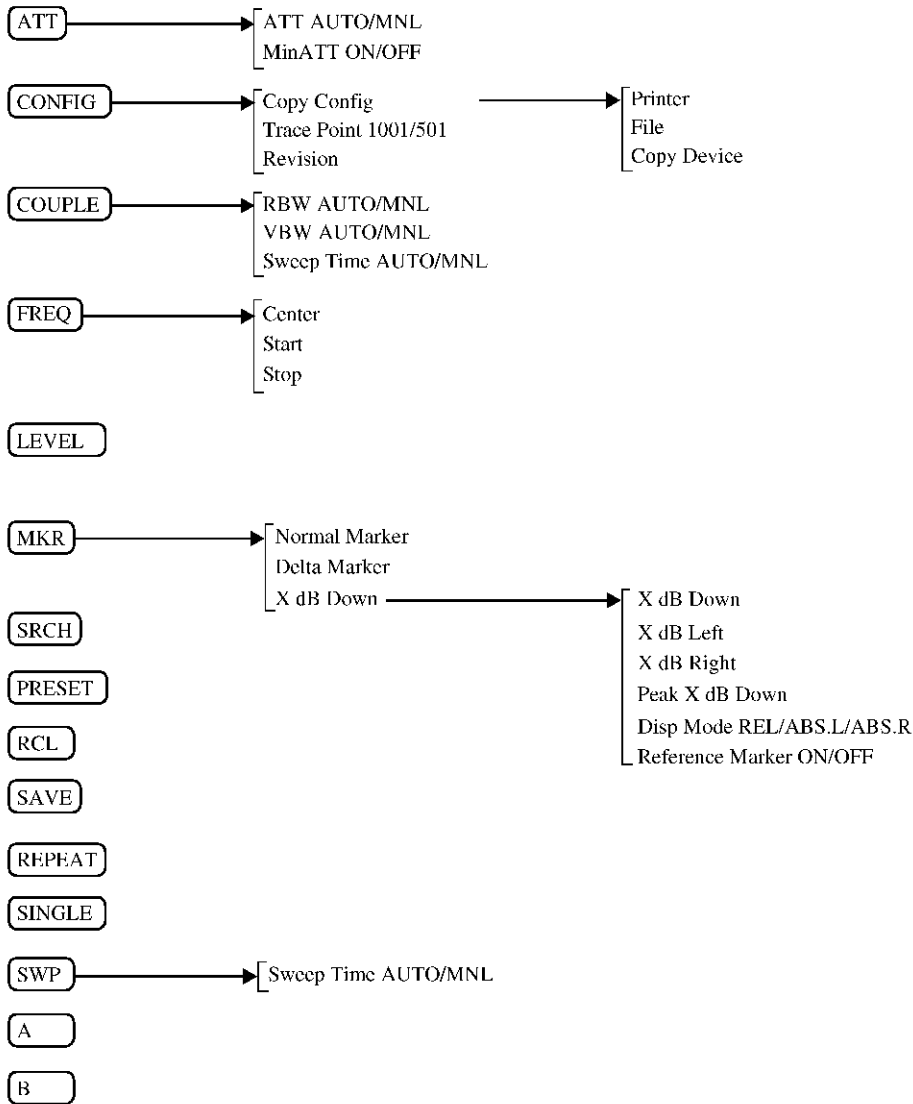 ATT
ATT AUTO/MNL
MinATT ON/OFF
CONFIG
Copy Config
Trace Point 1001/501
Revision
Printer
File
Copy Device
COUPLE
RBW AUTO/MNL
VBW AUTO/MNL
Sweep Time AUTO/MNL
FREQ
Center
Start
Stop
LEVEL
MKR
Normal Marker
Delta Marker
X dB Down
X dB Down
X dB Left
X dB Right
Peak X dB Down
Disp Mode REL/ABS.L/ABS.R
Reference Marker ON/OFF
SRCH
PRESET
RCL
SAVE
REPEAT
SINGLE
SWP
Sweep Time AUTO/MNL
A
B